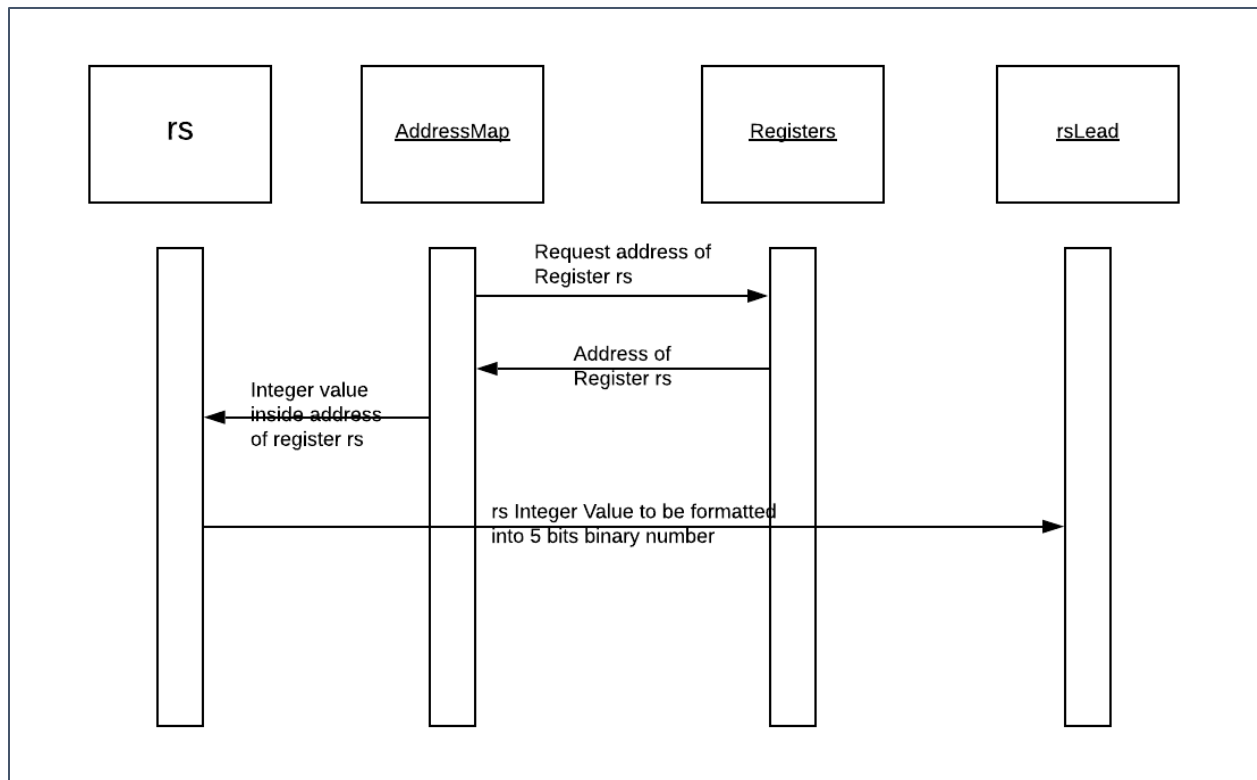 rs
AddressMap
Registers
rsLead
Request address of
Register rs
Address of
Register rs
Integer value
inside address
of register rs
rs Integer Value to be formatted
into 5 bits binary number